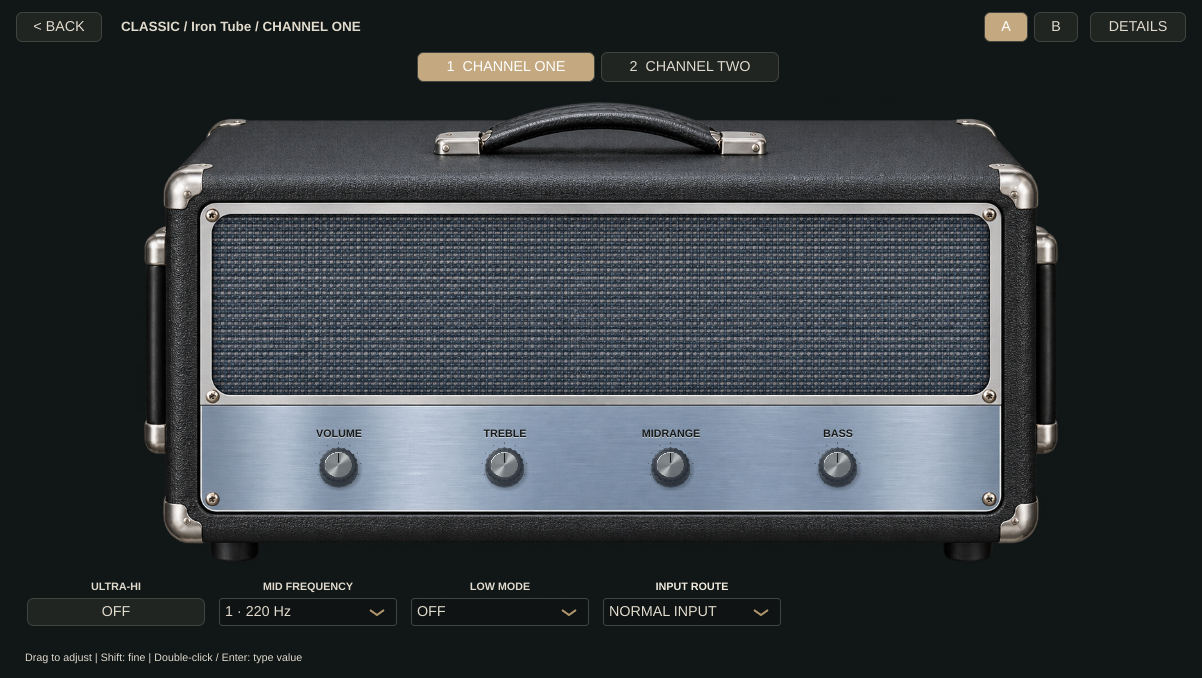 < BACK
CLASSIC / Iron Tube / CHANNEL ONE
A
B
DETAILS
1 CHANNEL ONE
2 CHANNEL TWO
VOLUME
TREBLE
MIDRANGE
BASS
ULTRA-HI
MID FREQUENCY
LOW MODE
INPUT ROUTE
OFF
1 · 220 Hz
OFF
NORMAL INPUT
Drag to adjust | Shift: fine | Double-click / Enter: type value